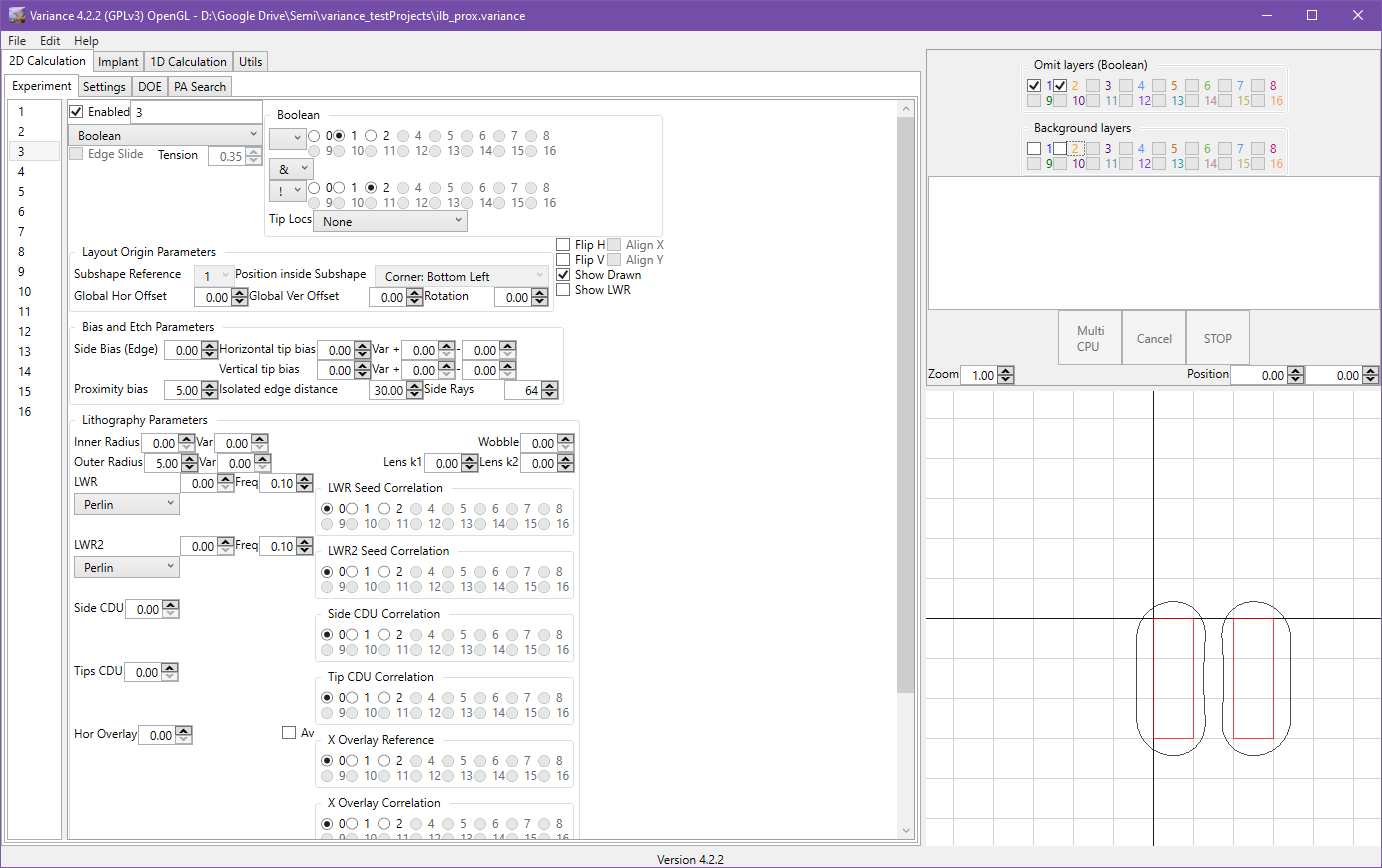 Variance 4.2.2 (GPLv3) OpenGL - D:\Google Drive\Semi\variance_testProjects\ilb_prox.variance
File Edit Help
2D Calculation Implant 1D Calculation Utils
Experiment Settings DOE PA Search
1
2
3
4
5
6
7
8
9
10
11
12
13
14
15
16
Enabled 3
Boolean
Edge Slide Tension 0.35
Boolean
0 1 2 4 5 6 7 8
9 10 11 12 13 14 15 16
&
! 0 1 2 4 5 6 7 8
9 10 11 12 13 14 15 16
Tip Locs None
Layout Origin Parameters
Subshape Reference 1 Position inside Subshape Corner: Bottom Left
Global Hor Offset 0.00 Global Ver Offset 0.00 Rotation 0.00
Flip H Align X
Flip V Align Y
Show Drawn
Show LWR
Bias and Etch Parameters
Side Bias (Edge) 0.00 Horizontal tip bias 0.00 Var + 0.00 - 0.00
Vertical tip bias 0.00 Var + 0.00 - 0.00
Proximity bias 5.00 Isolated edge distance 30.00 Side Rays 64
Lithography Parameters
Inner Radius 0.00 Var 0.00 Wobble 0.00
Outer Radius 5.00 Var 0.00 Lens k1 0.00 Lens k2 0.00
LWR 0.00 Freq 0.10
Perlin
LWR Seed Correlation
0 1 2 4 5 6 7 8
9 10 11 12 13 14 15 16
LWR2 0.00 Freq 0.10
Perlin
LWR2 Seed Correlation
0 1 2 4 5 6 7 8
9 10 11 12 13 14 15 16
Side CDU 0.00
Side CDU Correlation
0 1 2 4 5 6 7 8
9 10 11 12 13 14 15 16
Tips CDU 0.00
Tip CDU Correlation
0 1 2 4 5 6 7 8
9 10 11 12 13 14 15 16
Hor Overlay 0.00 Av
X Overlay Reference
0 1 2 4 5 6 7 8
9 10 11 12 13 14 15 16
X Overlay Correlation
0 1 2 4 5 6 7 8
9 10 11 12 13 14 15 16
Omit layers (Boolean)
1 2 3 4 5 6 7 8
9 10 11 12 13 14 15 16
Background layers
1 2 3 4 5 6 7 8
9 10 11 12 13 14 15 16
Multi
CPU
Cancel
STOP
Zoom 1.00 Position 0.00 0.00
Version 4.2.2